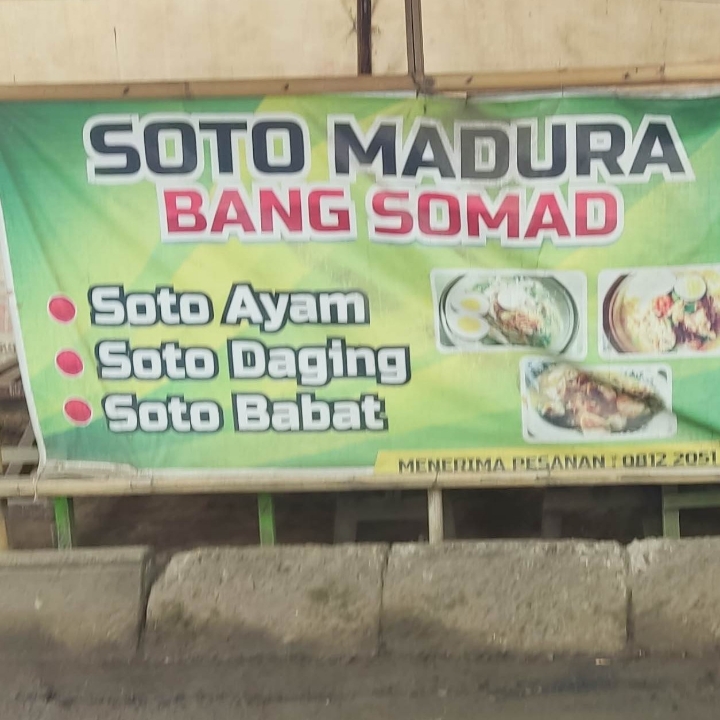 SOTO MADURA
BANG SOMAD
Soto Ayam
Soto Daging
Soto Babat
MENERIMA PESANAN : 0812 2051